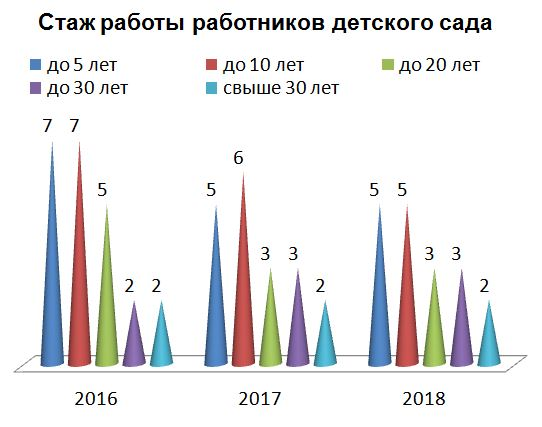 Стаж работы работников детского сада
до 5 лет до 10 лет до 20 лет
до 30 лет свыше 30 лет
7 7 5 2 2
5 6 3 3 2
5 5 3 3 2
2016 2017 2018